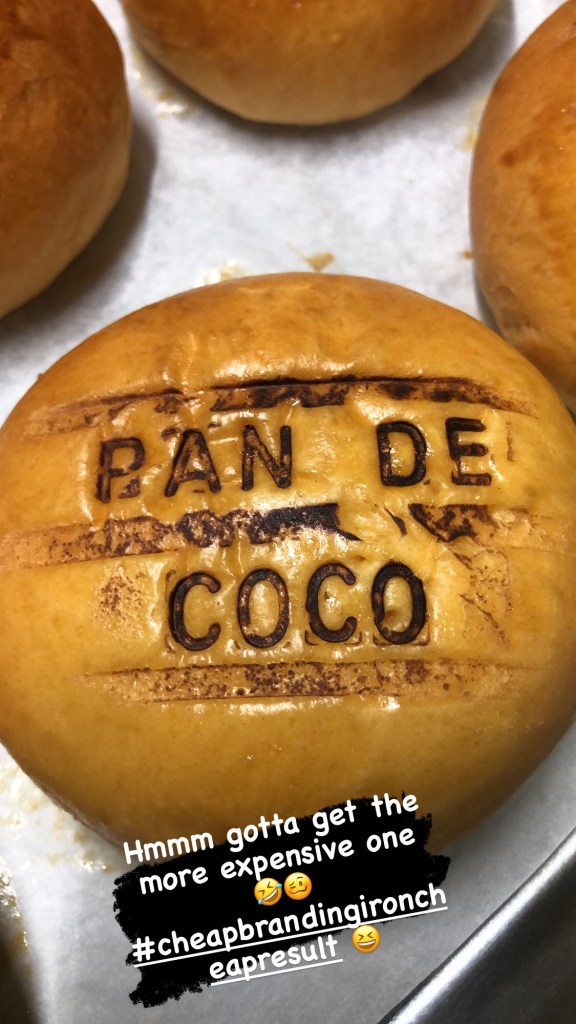 PAN DE
COCO
Hmmm gotta get the
more expensive one
🤣🥴
#cheapbrandingironch
eapresult 😆